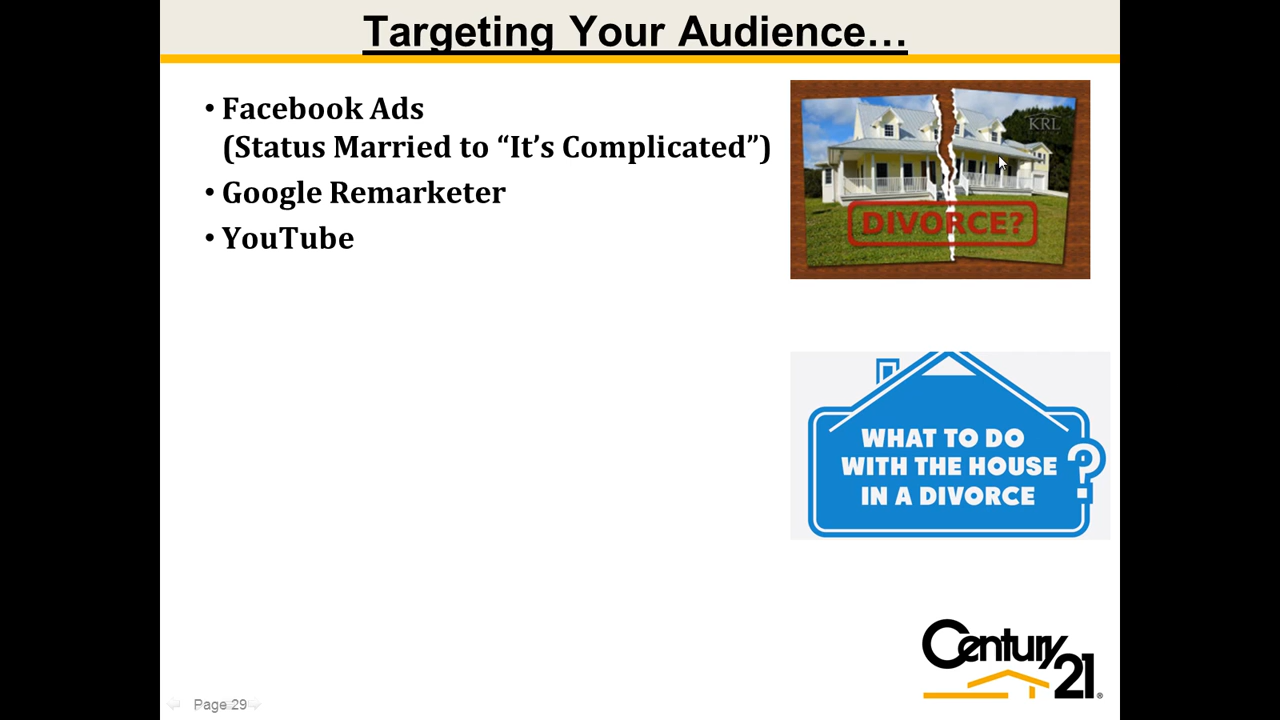 Targeting Your Audience…
• Facebook Ads
(Status Married to “It’s Complicated”)
• Google Remarketer
• YouTube
KRL
DIVORCE?
WHAT TO DO
WITH THE HOUSE
IN A DIVORCE
?
Century 21®
Page 29